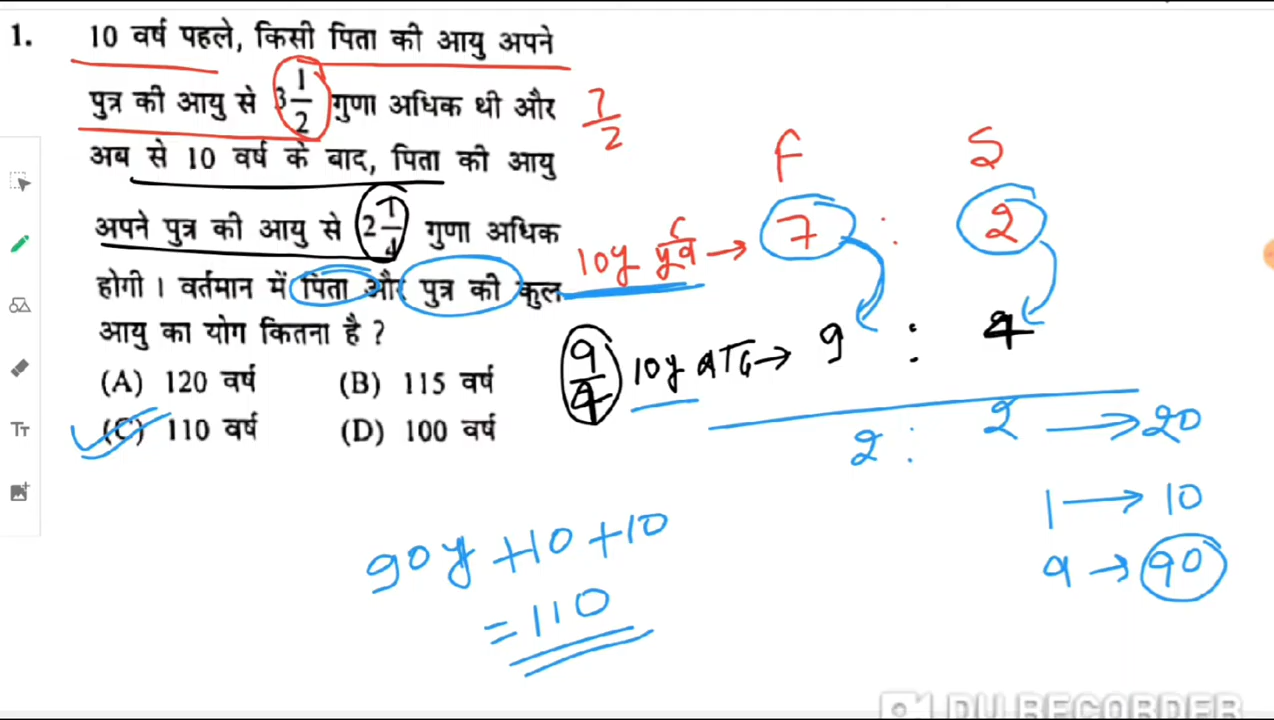 1. 10 वर्ष पहले, किसी पिता की आयु अपने
पुत्र की आयु से 3 1/2 गुणा अधिक थी और
7/2
अब से 10 वर्ष के बाद, पिता की आयु
F S
अपने पुत्र की आयु से 2 1/4 गुणा अधिक
10y पूर्व → 7 : 2
होगी । वर्तमान में पिता और पुत्र की कुल
आयु का योग कितना है ?
9/4 10y बाद → 9 : 4
(A) 120 वर्ष (B) 115 वर्ष
(C) 110 वर्ष (D) 100 वर्ष
2 : 2 → 20
1 → 10
9 → 90
90y + 10 + 10
= 110
Tт
DU RECORDER